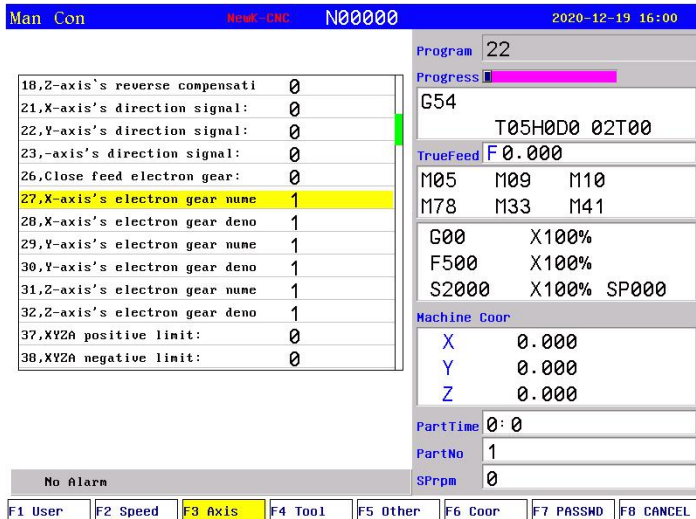 Man Con NewK-CNC N00000 2020-12-19 16:00
Program 22
Progress
G54
T05H0D0 02T00
TrueFeed F0.000
M05 M09 M10
M78 M33 M41
G00 X100%
F500 X100%
S2000 X100% SP000
Machine Coor
X 0.000
Y 0.000
Z 0.000
PartTime 0:0
PartNo 1
SPrpm 0
18,Z-axis`s reverse compensati 0
21,X-axis's direction signal: 0
22,Y-axis's direction signal: 0
23,-axis's direction signal: 0
26,Close feed electron gear: 0
27,X-axis's electron gear nume 1
28,X-axis's electron gear deno 1
29,Y-axis's electron gear nume 1
30,Y-axis's electron gear deno 1
31,Z-axis's electron gear nume 1
32,Z-axis's electron gear deno 1
37,XYZA positive limit: 0
38,XYZA negative limit: 0
No Alarm
F1 User F2 Speed F3 Axis F4 Tool F5 Other F6 Coor F7 PASSWD F8 CANCEL